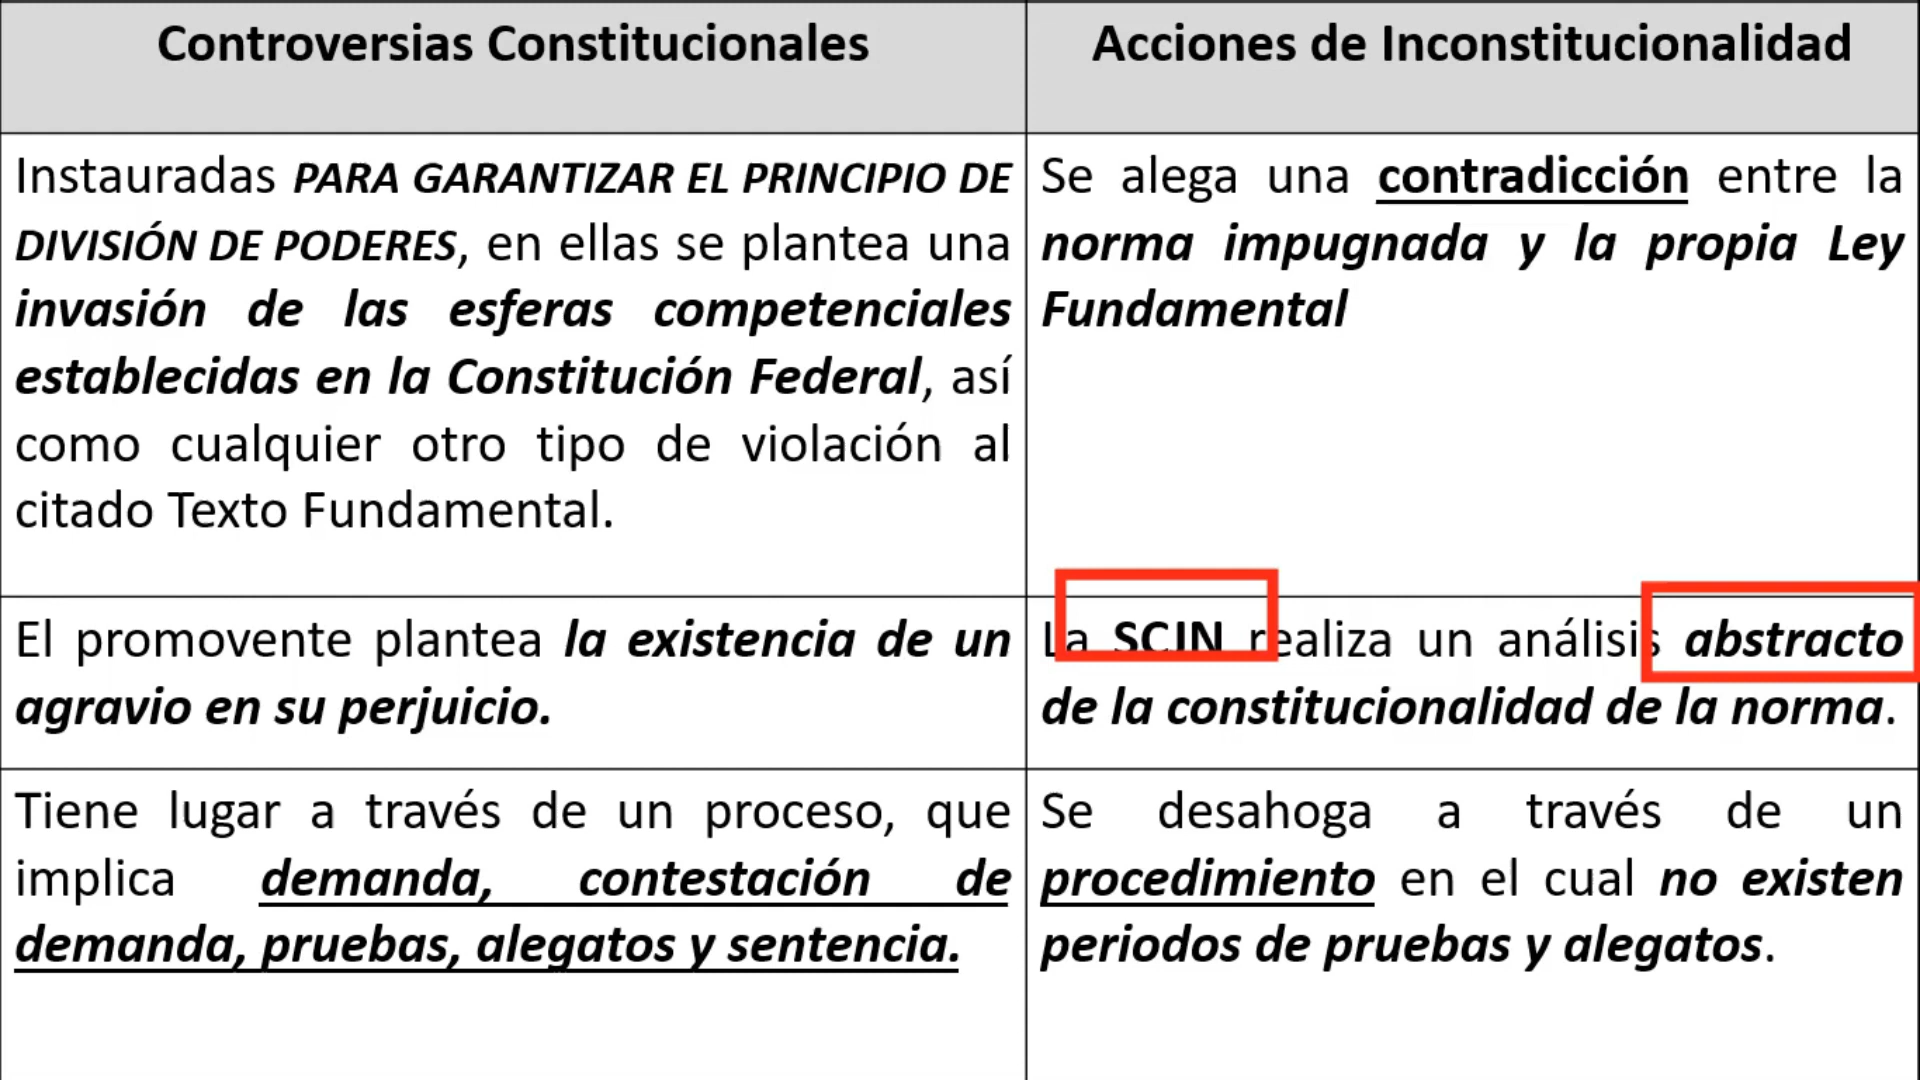 Controversias Constitucionales
Acciones de Inconstitucionalidad
Instauradas PARA GARANTIZAR EL PRINCIPIO DE
DIVISIÓN DE PODERES, en ellas se plantea una
invasión de las esferas competenciales
establecidas en la Constitución Federal, así
como cualquier otro tipo de violación al
citado Texto Fundamental.
Se alega una contradicción entre la
norma impugnada y la propia Ley
Fundamental
El promovente plantea la existencia de un
agravio en su perjuicio.
La SCJN realiza un análisis abstracto
de la constitucionalidad de la norma.
Tiene lugar a través de un proceso, que
implica demanda, contestación de
demanda, pruebas, alegatos y sentencia.
Se desahoga a través de un
procedimiento en el cual no existen
periodos de pruebas y alegatos.